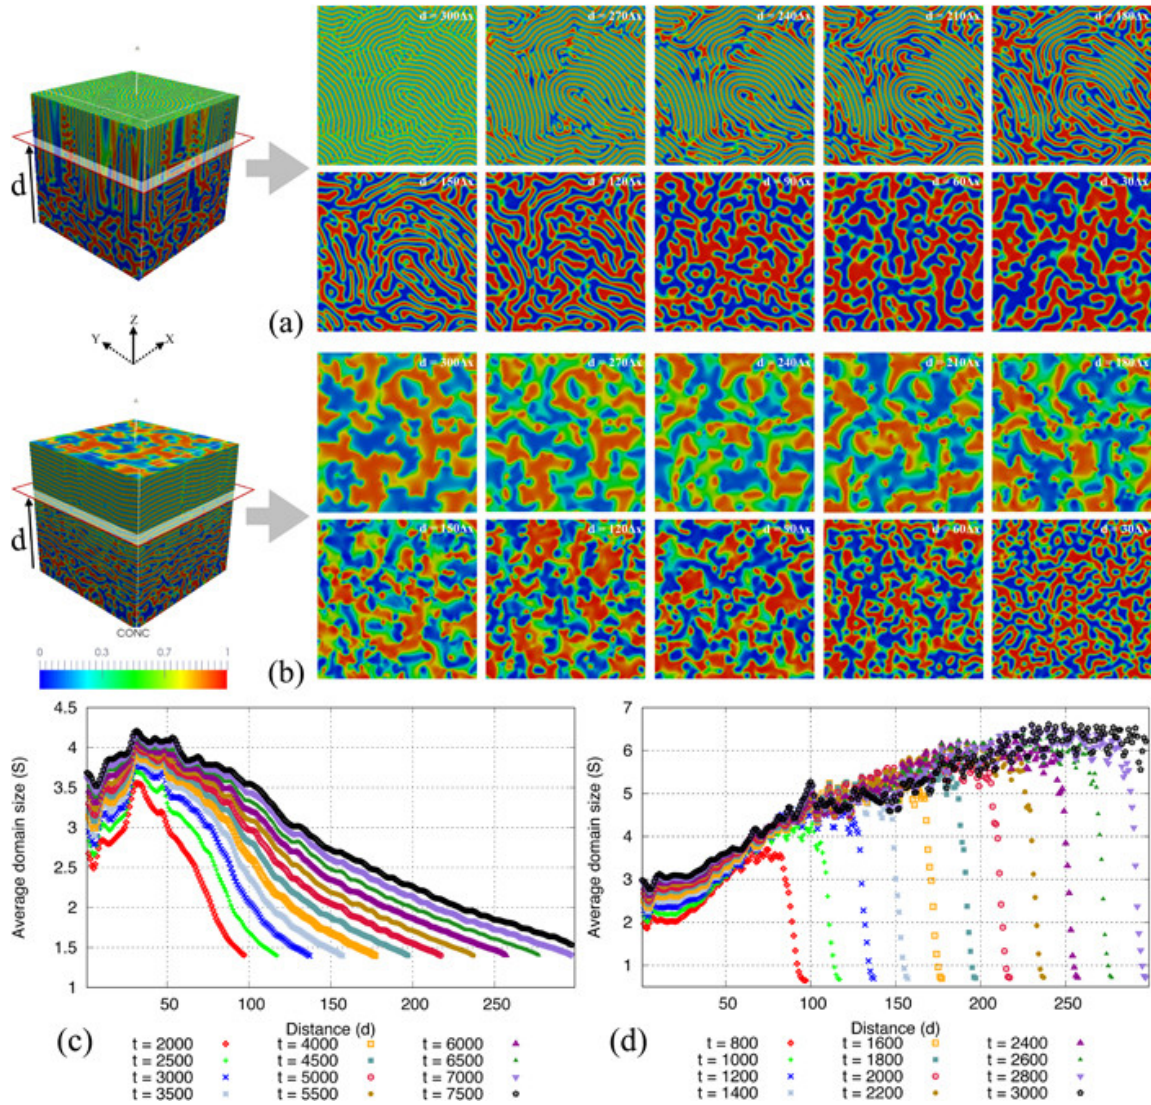 d = 300Δx
d = 270Δx
d = 240Δx
d = 210Δx
d = 180Δx
d
d = 150Δx
d = 120Δx
d = 90Δx
d = 60Δx
d = 30Δx
(a)
Z
Y
X
d = 300Δx
d = 270Δx
d = 240Δx
d = 210Δx
d = 180Δx
d
d = 150Δx
d = 120Δx
d = 90Δx
d = 60Δx
d = 30Δx
CONC
0 0.3 0.7 1
(b)
4.5
4
3.5
3
2.5
2
1.5
1
Average domain size (S)
50 100 150 200 250
Distance (d)
(c)
t = 2000 t = 4000 t = 6000
t = 2500 t = 4500 t = 6500
t = 3000 t = 5000 t = 7000
t = 3500 t = 5500 t = 7500
7
6
5
4
3
2
1
Average domain size (S)
50 100 150 200 250
Distance (d)
(d)
t = 800 t = 1600 t = 2400
t = 1000 t = 1800 t = 2600
t = 1200 t = 2000 t = 2800
t = 1400 t = 2200 t = 3000